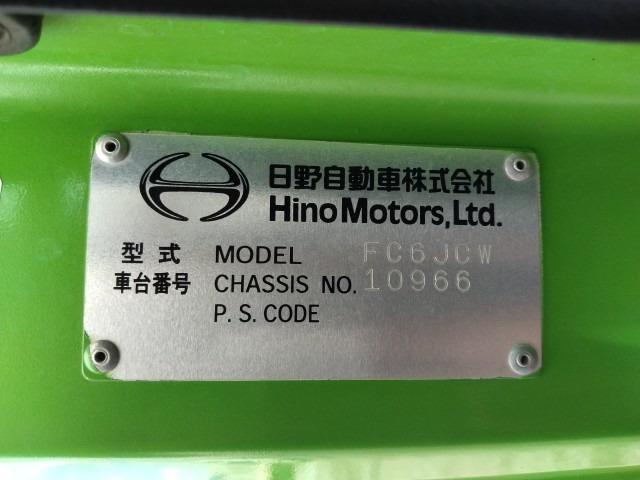 日野自動車株式会社
Hino Motors, Ltd.
型式 MODEL FC6JCW
車台番号 CHASSIS NO. 10966
P. S. CODE